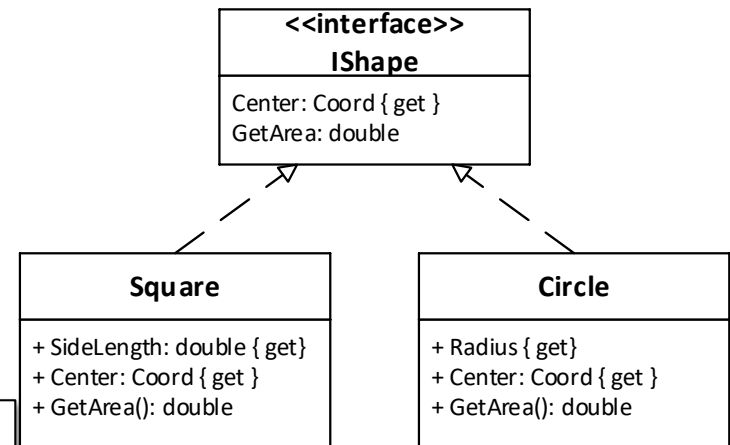 <<interface>>
IShape
Center: Coord { get }
GetArea: double
Square
+ SideLength: double { get}
+ Center: Coord { get }
+ GetArea(): double
Circle
+ Radius { get}
+ Center: Coord { get }
+ GetArea(): double